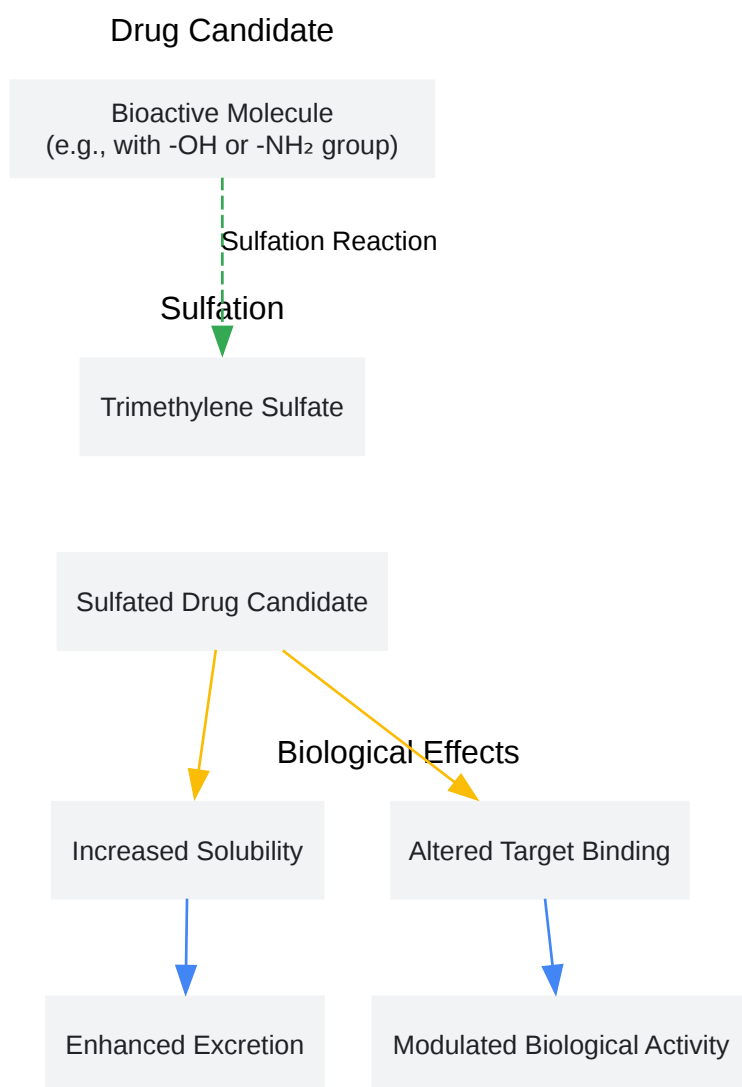 Drug Candidate
Bioactive Molecule
(e.g., with -OH or -NH₂ group)
Sulfation Reaction
Sulfation
Trimethylene Sulfate
Sulfated Drug Candidate
Biological Effects
Increased Solubility
Altered Target Binding
Enhanced Excretion
Modulated Biological Activity